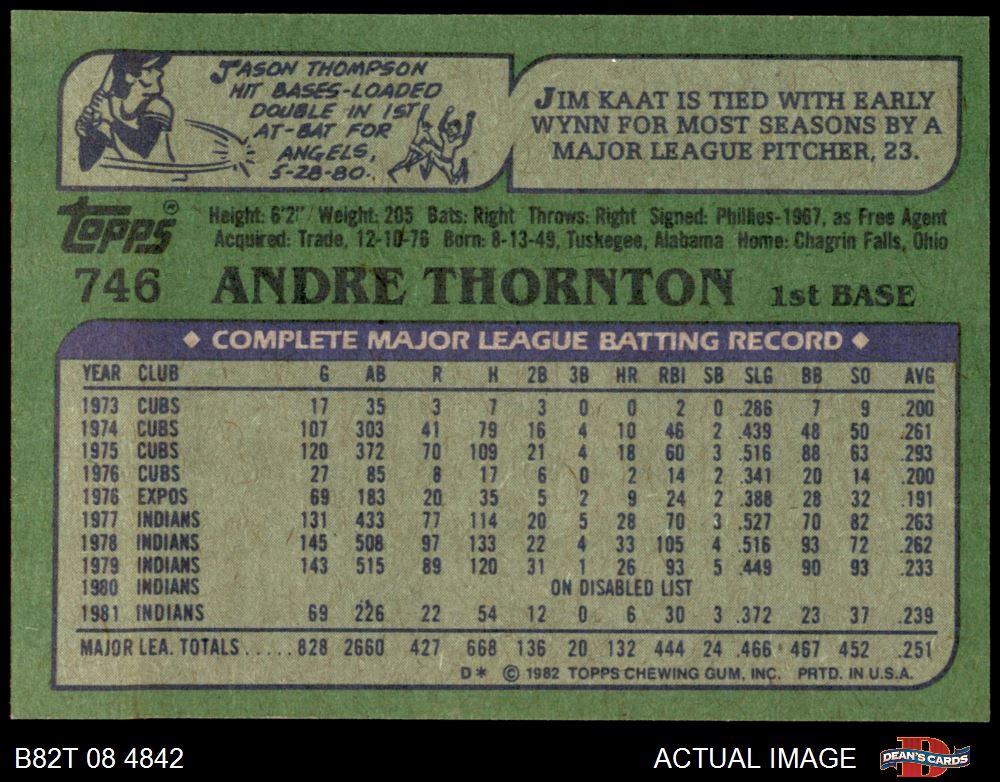 JASON THOMPSON
HIT BASES-LOADED
DOUBLE IN 1ST
AT-BAT FOR
ANGELS,
5-28-80.
JIM KAAT IS TIED WITH EARLY
WYNN FOR MOST SEASONS BY A
MAJOR LEAGUE PITCHER, 23.
topps®
Height: 6'2" Weight: 205 Bats: Right Throws: Right Signed: Phillies-1967, as Free Agent
Acquired: Trade, 12-10-76 Born: 8-13-49, Tuskegee, Alabama Home: Chagrin Falls, Ohio
746 ANDRE THORNTON 1st BASE
◆ COMPLETE MAJOR LEAGUE BATTING RECORD ◆
YEAR CLUB G AB R H 2B 3B HR RBI SB SLG BB SO AVG
1973 CUBS 17 35 3 7 3 0 0 2 0 .286 7 9 .200
1974 CUBS 107 303 41 79 16 4 10 46 2 .439 48 50 .261
1975 CUBS 120 372 70 109 21 4 18 60 3 .516 88 63 .293
1976 CUBS 27 85 8 17 6 0 2 14 2 .341 20 14 .200
1976 EXPOS 69 183 20 35 5 2 9 24 2 .388 28 32 .191
1977 INDIANS 131 433 77 114 20 5 28 70 3 .527 70 82 .263
1978 INDIANS 145 508 97 133 22 4 33 105 4 .516 93 72 .262
1979 INDIANS 143 515 89 120 31 1 26 93 5 .449 90 93 .233
1980 INDIANS ON DISABLED LIST
1981 INDIANS 69 226 22 54 12 0 6 30 3 .372 23 37 .239
MAJOR LEA. TOTALS.....828 2660 427 668 136 20 132 444 24 .466 467 452 .251
D* © 1982 TOPPS CHEWING GUM, INC. PRTD. IN U.S.A.
B82T 08 4842 ACTUAL IMAGE DEAN'S CARDS